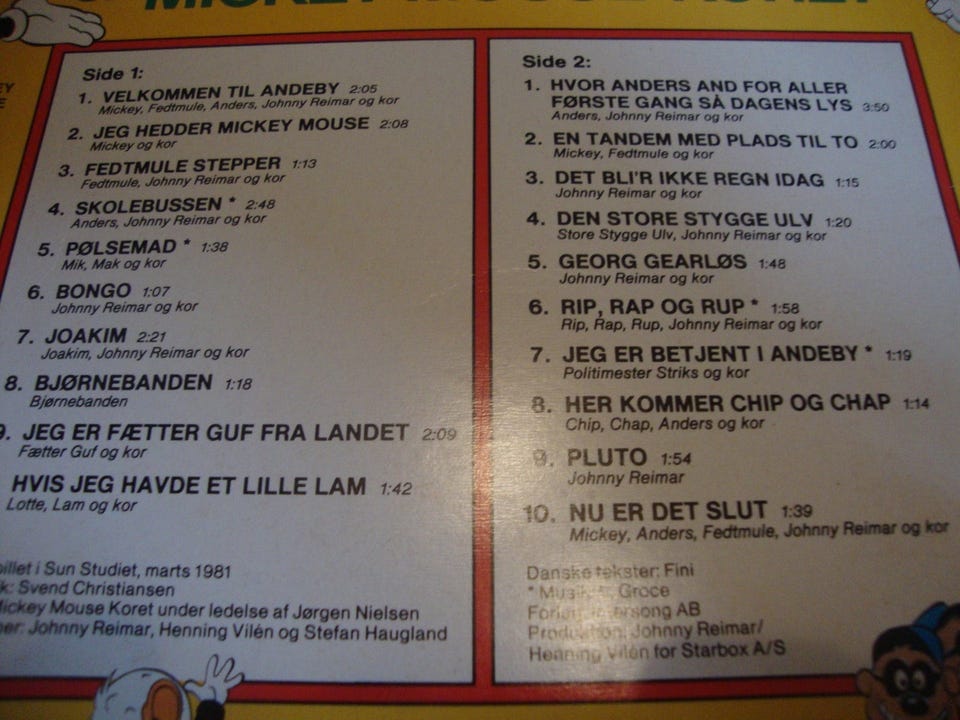 MICKEY MOUSE KORET
Side 1:
1. VELKOMMEN TIL ANDEBY 2:05
Mickey, Fedtmule, Anders, Johnny Reimar og kor
2. JEG HEDDER MICKEY MOUSE 2:08
Mickey og kor
3. FEDTMULE STEPPER 1:13
Fedtmule, Johnny Reimar og kor
4. SKOLEBUSSEN * 2:48
Anders, Johnny Reimar og kor
5. PØLSEMAD * 1:38
Mik, Mak og kor
6. BONGO 1:07
Johnny Reimar og kor
7. JOAKIM 2:21
Joakim, Johnny Reimar og kor
8. BJØRNEBANDEN 1:18
Bjørnebanden
9. JEG ER FÆTTER GUF FRA LANDET 2:09
Fætter Guf og kor
HVIS JEG HAVDE ET LILLE LAM 1:42
Lotte, Lam og kor
i Sun Studiet, marts 1981
Svend Christiansen
Mickey Mouse Koret under ledelse af Jørgen Nielsen
Johnny Reimar, Henning Vilén og Stefan Haugland
Side 2:
1. HVOR ANDERS AND FOR ALLER
FØRSTE GANG SÅ DAGENS LYS 3:50
Anders, Johnny Reimar og kor
2. EN TANDEM MED PLADS TIL TO 2:00
Mickey, Fedtmule og kor
3. DET BLI'R IKKE REGN IDAG 1:15
Johnny Reimar og kor
4. DEN STORE STYGGE ULV 1:20
Store Stygge Ulv, Johnny Reimar og kor
5. GEORG GEARLØS 1:48
Johnny Reimar og kor
6. RIP, RAP OG RUP * 1:58
Rip, Rap, Rup, Johnny Reimar og kor
7. JEG ER BETJENT I ANDEBY * 1:19
Politimester Striks og kor
8. HER KOMMER CHIP OG CHAP 1:14
Chip, Chap, Anders og kor
9. PLUTO 1:54
Johnny Reimar
10. NU ER DET SLUT 1:39
Mickey, Anders, Fedtmule, Johnny Reimar og kor
Danske tekster: Fini
* Groce
AB
Produktion: Johnny Reimar/
Henning Vilén for Starbox A/S